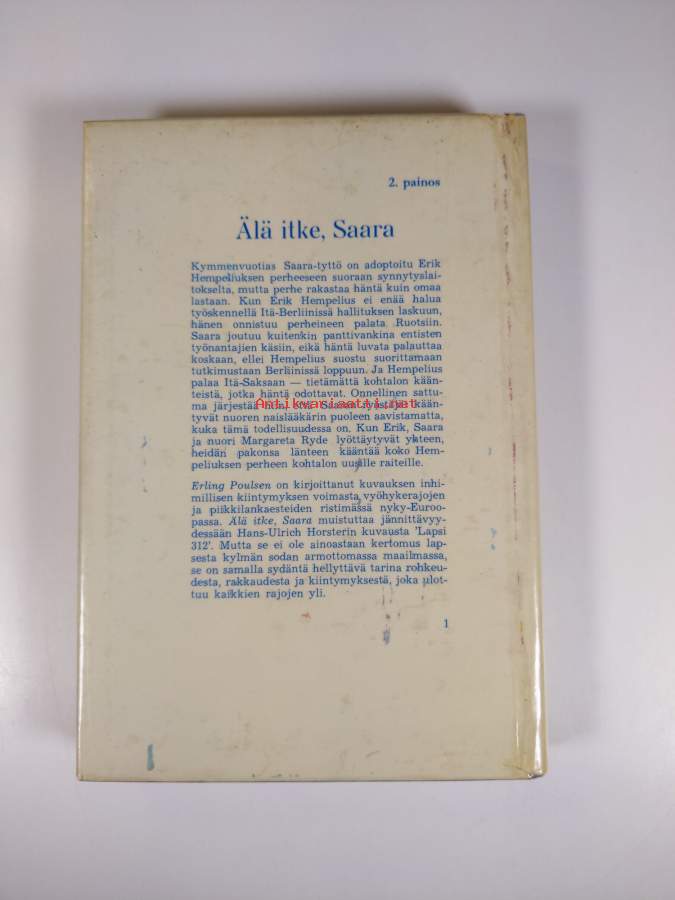 2. painos
Älä itke, Saara
Kymmenvuotias Saara-tyttö on adoptoitu Erik
Hempeliuksen perheeseen suoraan synnytyslai-
tokselta, mutta perhe rakastaa häntä kuin omaa
lastaan. Kun Erik Hempelius ei enää halua
työskennellä Itä-Berliinissä hallituksen laskuun,
hänen onnistuu perheineen palata Ruotsiin.
Saara joutuu kuitenkin panttivankina entisten
työnantajien käsiin, eikä häntä luvata palauttaa
koskaan, ellei Hempelius suostu suorittamaan
tutkimustaan Berliinissä loppuun. Ja Hempelius
palaa Itä-Saksaan — tietämättä kohtalon kään-
teistä, jotka häntä odottavat. Onnellinen sattu-
ma järjestää että Saaran kään-
Antikvariaatti.net
tyvät nuoren naislääkärin puoleen aavistamatta,
kuka tämä todellisuudessa on. Kun Erik, Saara
ja nuori Margareta Ryde lyöttäytyvät yhteen,
heidän pakonsa länteen kääntää koko Hem-
peliuksen perheen kohtalon uusille raiteille.
Erling Poulsen on kirjoittanut kuvauksen inhi-
millisen kiintymyksen voimasta vyöhykerajojen
ja piikkilankaesteiden ristimässä nyky-Euroo-
passa. Älä itke, Saara muistuttaa jännittävyy-
dessään Hans-Ulrich Horsterin kuvausta 'Lapsi
312'. Mutta se ei ole ainoastaan kertomus lap-
sesta kylmän sodan armottomassa maailmassa,
se on samalla sydäntä hellyttävä tarina rohkeu-
desta, rakkaudesta ja kiintymyksestä, joka ulot-
tuu kaikkien rajojen yli.
1